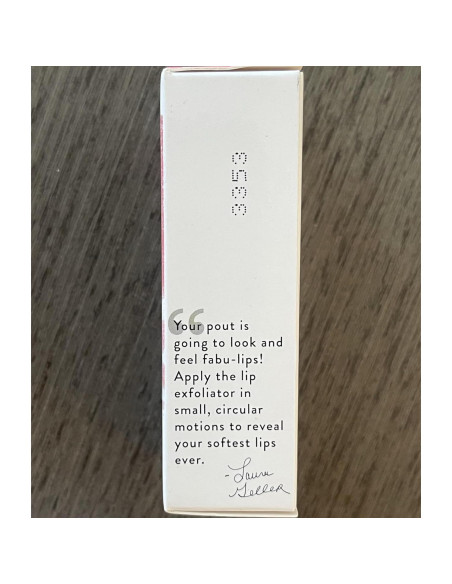 3353
“
Your pout is
going to look and
feel fabu-lips!
Apply the lip
exfoliator in
small, circular
motions to reveal
your softest lips
ever.
- Laura
Geller